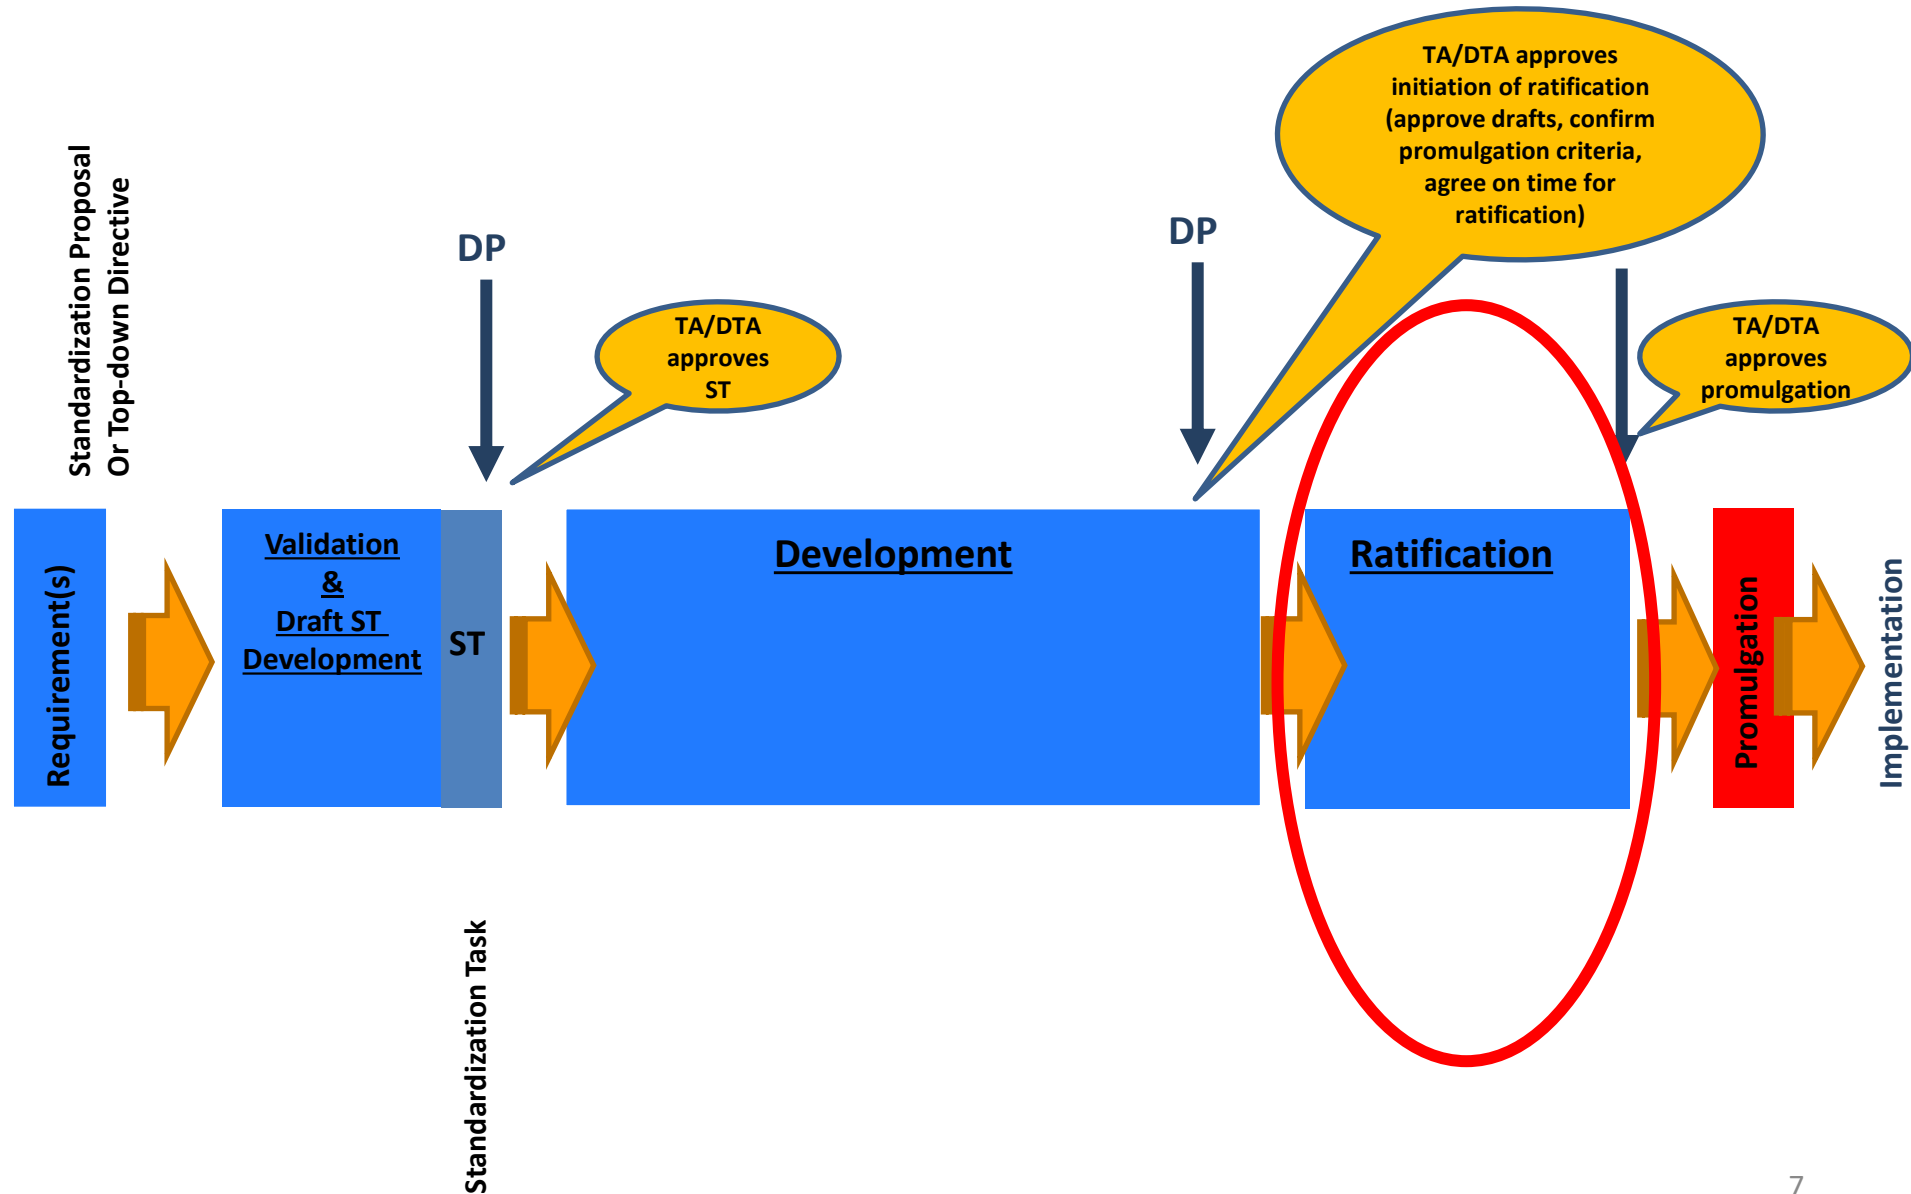 Standardization Proposal
Or Top-down Directive
DP
TA/DTA
approves
ST
DP
TA/DTA approves
initiation of ratification
(approve drafts, confirm
promulgation criteria,
agree on time for
ratification)
TA/DTA
approves
promulgation
Requirement(s)
Validation
&
Draft ST
Development
ST
Development
Ratification
Promulgation
Implementation
Standardization Task
7